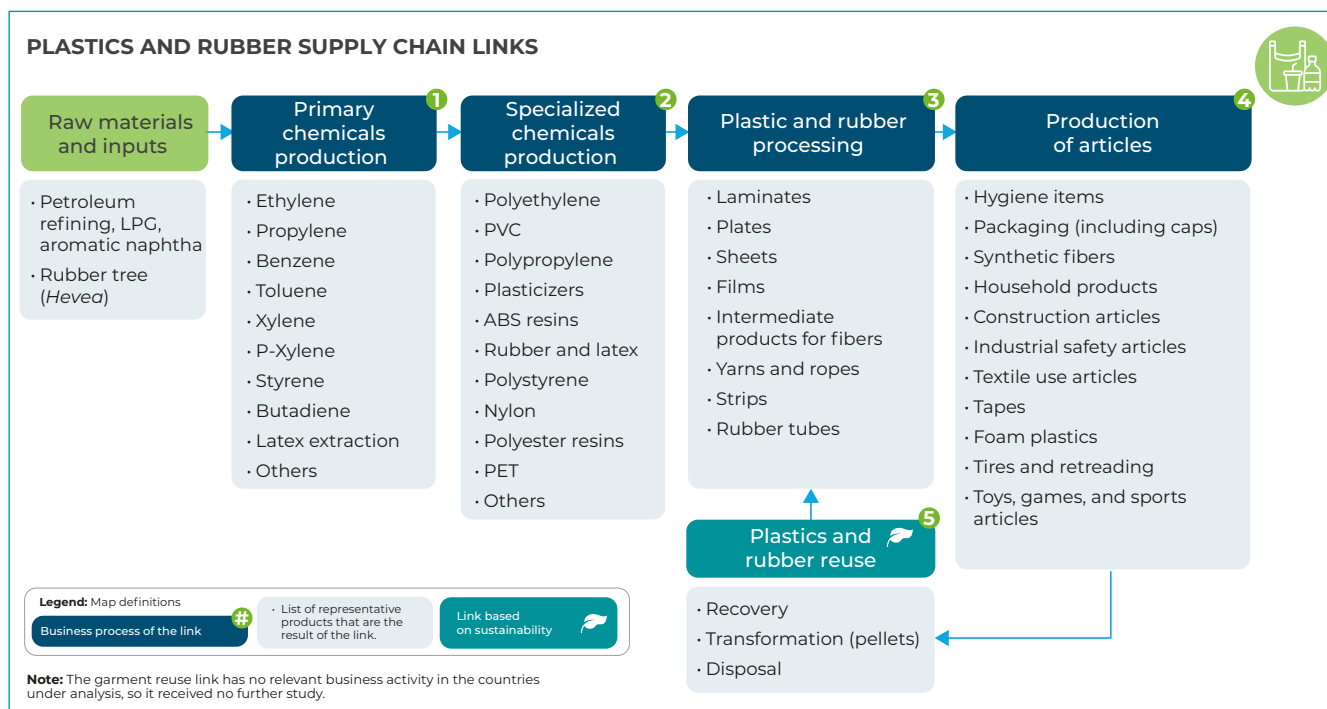 PLASTICS AND RUBBER SUPPLY CHAIN LINKS
Raw materials
and inputs
· Petroleum
refining, LPG,
aromatic naphtha
· Rubber tree
(Hevea)
1
Primary
chemicals
production
· Ethylene
· Propylene
· Benzene
· Toluene
· Xylene
· P-Xylene
· Styrene
· Butadiene
· Latex extraction
· Others
2
Specialized
chemicals
production
· Polyethylene
· PVC
· Polypropylene
· Plasticizers
· ABS resins
· Rubber and latex
· Polystyrene
· Nylon
· Polyester resins
· PET
· Others
3
Plastic and rubber
processing
· Laminates
· Plates
· Sheets
· Films
· Intermediate
products for fibers
· Yarns and ropes
· Strips
· Rubber tubes
4
Production
of articles
· Hygiene items
· Packaging (including caps)
· Synthetic fibers
· Household products
· Construction articles
· Industrial safety articles
· Textile use articles
· Tapes
· Foam plastics
· Tires and retreading
· Toys, games, and sports
articles
5
Plastics and
rubber reuse
· Recovery
· Transformation (pellets)
· Disposal
Legend: Map definitions
Business process of the link
#
· List of representative
products that are the
result of the link.
Link based
on sustainability
Note: The garment reuse link has no relevant business activity in the countries
under analysis, so it received no further study.